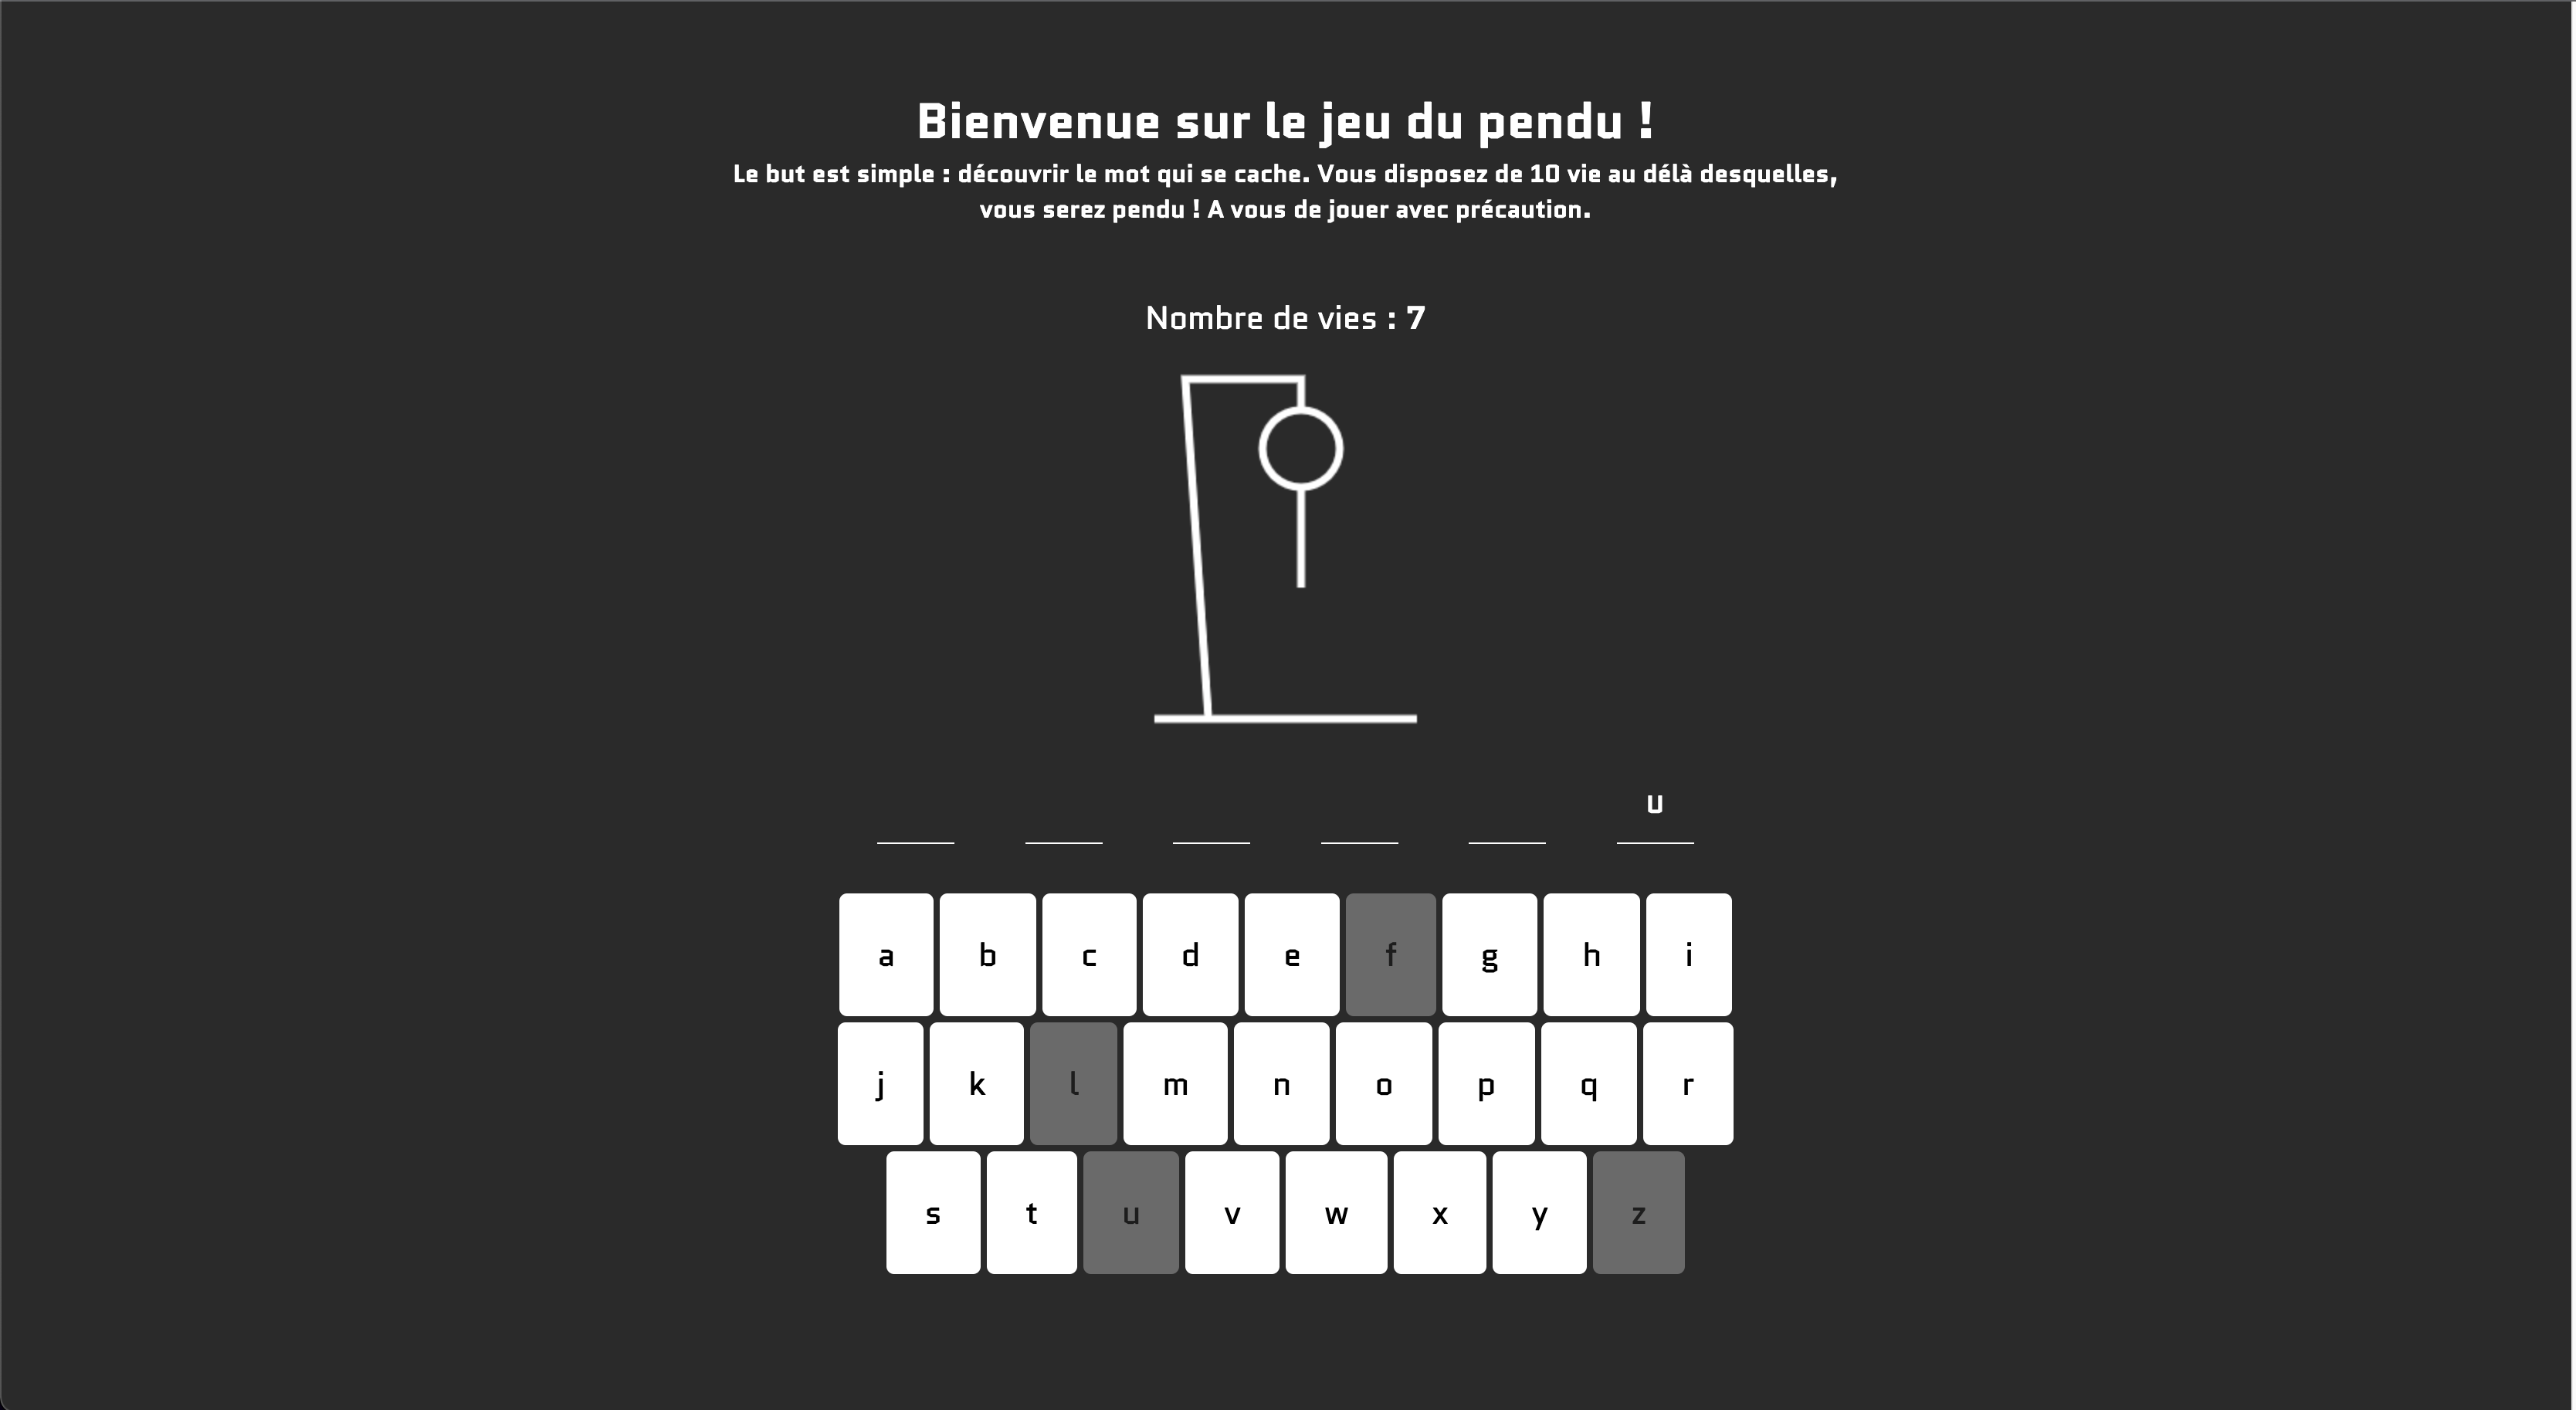 Bienvenue sur le jeu du pendu !
Le but est simple : découvrir le mot qui se cache. Vous disposez de 10 vie au délà desquelles,
vous serez pendu ! A vous de jouer avec précaution.
Nombre de vies : 7
u
a b c d e f g h i
j k l m n o p q r
s t u v w x y z